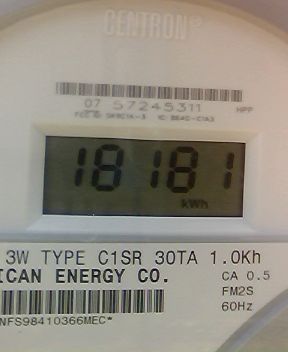 CENTRON®
07 57245311 HPP
18181
kWh
3W TYPE C1SR 30TA 1.0Kh
ICAN ENERGY CO. CA 0.5
FM2S
60Hz
NFS98410366MEC*